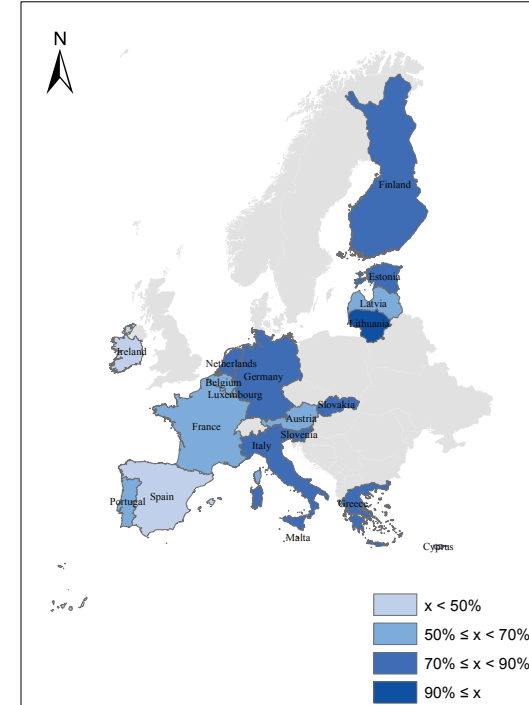 N
Finland
Estonia
Latvia
Lithuania
Ireland
Netherlands
Belgium
Germany
Luxembourg
Slovakia
Austria
France
Slovenia
Italy
Portugal
Spain
Greece
Malta
Cyprus
x < 50%
50% ≤ x < 70%
70% ≤ x < 90%
90% ≤ x